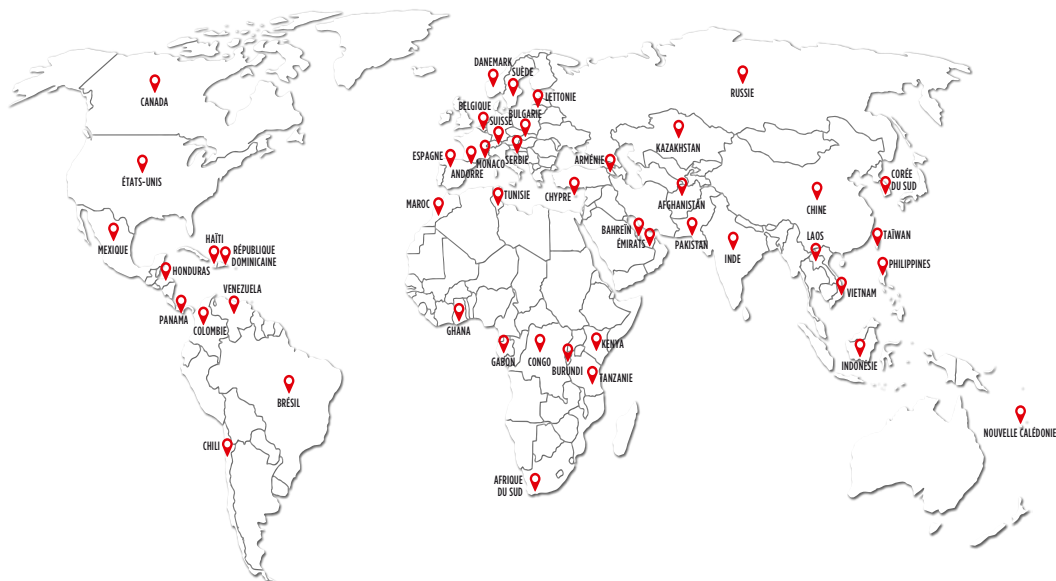 DANEMARK
SUÈDE
LETTONIE
RUSSIE
CANADA
BELGIQUE
SUISSE
BULGARIE
KAZAKHSTAN
ESPAGNE
ANDORRE
MONACO
SERBIE
ARMÉNIE
ÉTATS-UNIS
CORÉE
DU SUD
MAROC
TUNISIE
CHYPRE
AFGHANISTAN
CHINE
MEXIQUE
HAÏTI
RÉPUBLIQUE
DOMINICAINE
BAHREÏN
ÉMIRATS
PAKISTAN
INDE
LAOS
TAÏWAN
HONDURAS
PHILIPPINES
VENEZUELA
VIETNAM
PANAMA
COLOMBIE
GHANA
GABON
CONGO
KENYA
BURUNDI
TANZANIE
INDONÉSIE
BRÉSIL
NOUVELLE CALÉDONIE
CHILI
AFRIQUE
DU SUD